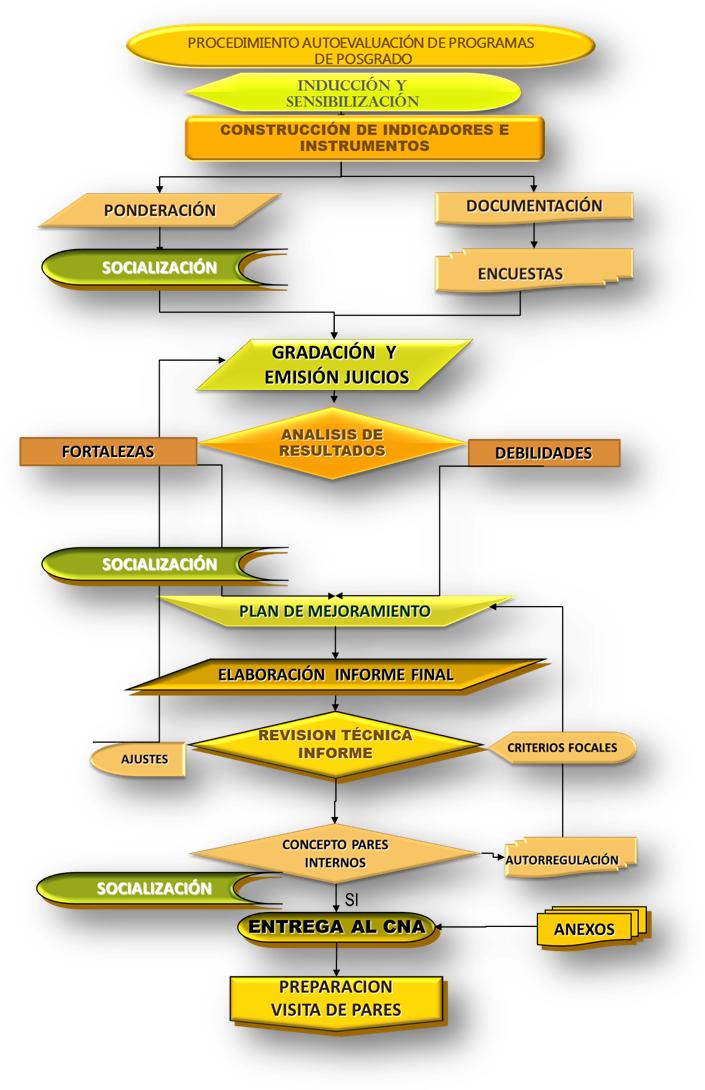 PROCEDIMIENTO AUTOEVALUACIÓN DE PROGRAMAS
DE POSGRADO
INDUCCIÓN Y
SENSIBILIZACIÓN
CONSTRUCCIÓN DE INDICADORES E
INSTRUMENTOS
PONDERACIÓN
DOCUMENTACIÓN
SOCIALIZACIÓN
ENCUESTAS
GRADACIÓN Y
EMISIÓN JUICIOS
ANALISIS DE
RESULTADOS
FORTALEZAS
DEBILIDADES
SOCIALIZACIÓN
PLAN DE MEJORAMIENTO
ELABORACIÓN INFORME FINAL
REVISION TÉCNICA
INFORME
AJUSTES
CRITERIOS FOCALES
CONCEPTO PARES
INTERNOS
AUTORREGULACIÓN
SOCIALIZACIÓN
SI
ENTREGA AL CNA
ANEXOS
PREPARACION
VISITA DE PARES